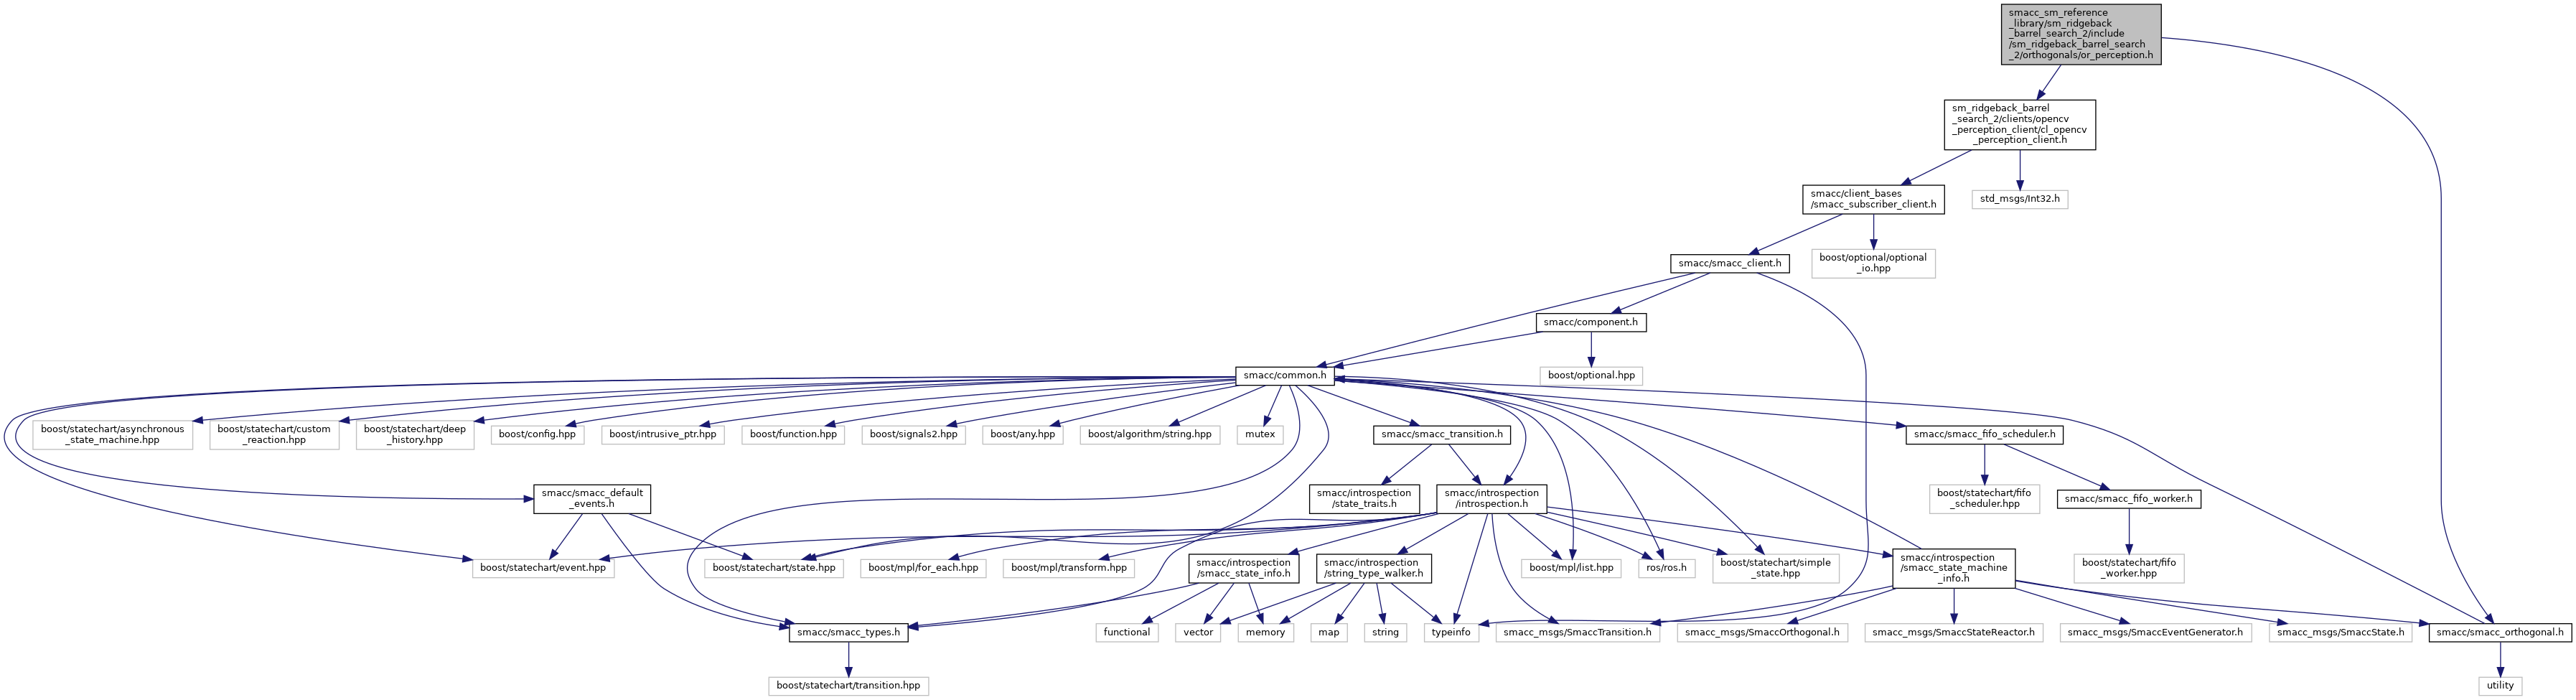 smacc_sm_reference
_library/sm_ridgeback
_barrel_search_2/include
/sm_ridgeback_barrel_search
_2/orthogonals/or_perception.h
sm_ridgeback_barrel
_search_2/clients/opencv
_perception_client/cl_opencv
_perception_client.h
smacc/client_bases
/smacc_subscriber_client.h
std_msgs/Int32.h
smacc/smacc_client.h
boost/optional/optional
_io.hpp
smacc/component.h
smacc/common.h
boost/optional.hpp
boost/statechart/asynchronous
_state_machine.hpp
boost/statechart/custom
_reaction.hpp
boost/statechart/deep
_history.hpp
boost/config.hpp
boost/intrusive_ptr.hpp
boost/function.hpp
boost/signals2.hpp
boost/any.hpp
boost/algorithm/string.hpp
mutex
smacc/smacc_transition.h
smacc/smacc_fifo_scheduler.h
smacc/smacc_default
_events.h
smacc/introspection
/state_traits.h
smacc/introspection
/introspection.h
boost/statechart/fifo
_scheduler.hpp
smacc/smacc_fifo_worker.h
boost/statechart/event.hpp
boost/statechart/state.hpp
boost/mpl/for_each.hpp
boost/mpl/transform.hpp
smacc/introspection
/smacc_state_info.h
smacc/introspection
/string_type_walker.h
boost/mpl/list.hpp
ros/ros.h
boost/statechart/simple
_state.hpp
smacc/introspection
/smacc_state_machine
_info.h
boost/statechart/fifo
_worker.hpp
smacc/smacc_types.h
functional
vector
memory
map
string
typeinfo
smacc_msgs/SmaccTransition.h
smacc_msgs/SmaccOrthogonal.h
smacc_msgs/SmaccStateReactor.h
smacc_msgs/SmaccEventGenerator.h
smacc_msgs/SmaccState.h
smacc/smacc_orthogonal.h
boost/statechart/transition.hpp
utility